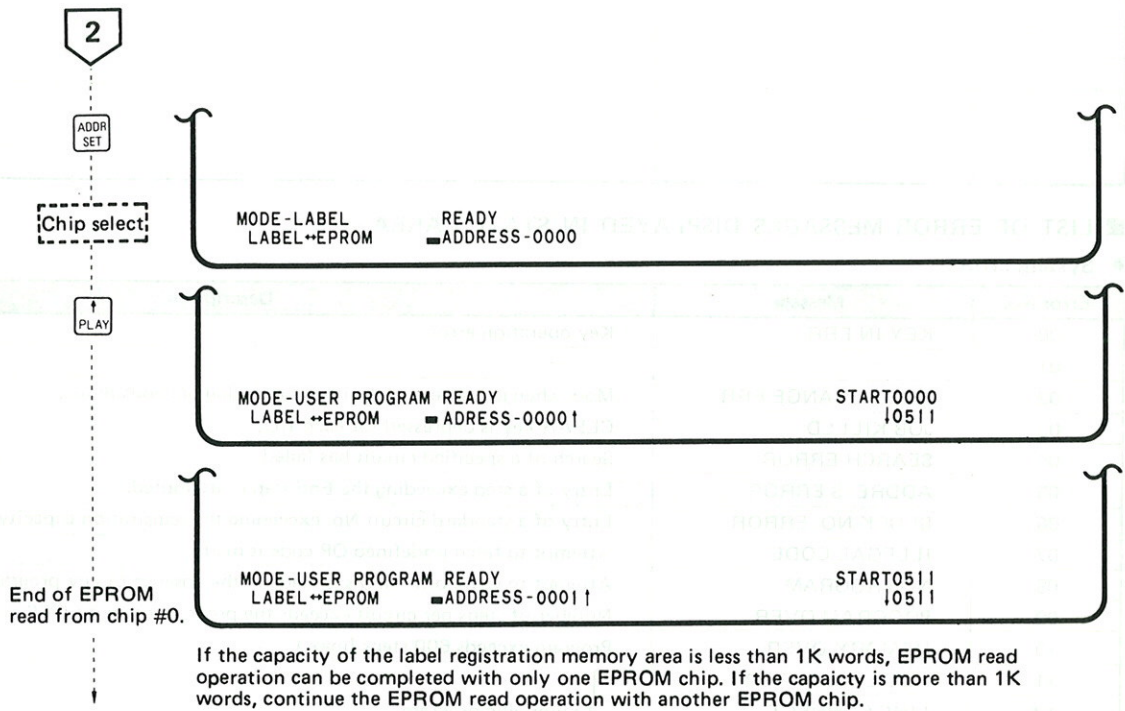 2
ADDR
SET
Chip select
MODE-LABEL READY
LABEL↔EPROM ▬ADDRESS-0000
↑
PLAY
MODE-USER PROGRAM READY START0000
LABEL↔EPROM ▬ADRESS-0000↑ ↓0511
MODE-USER PROGRAM READY START0511
LABEL↔EPROM ▬ADDRESS-0001↑ ↓0511
End of EPROM
read from chip #0.
If the capacity of the label registration memory area is less than 1K words, EPROM read
operation can be completed with only one EPROM chip. If the capaicty is more than 1K
words, continue the EPROM read operation with another EPROM chip.